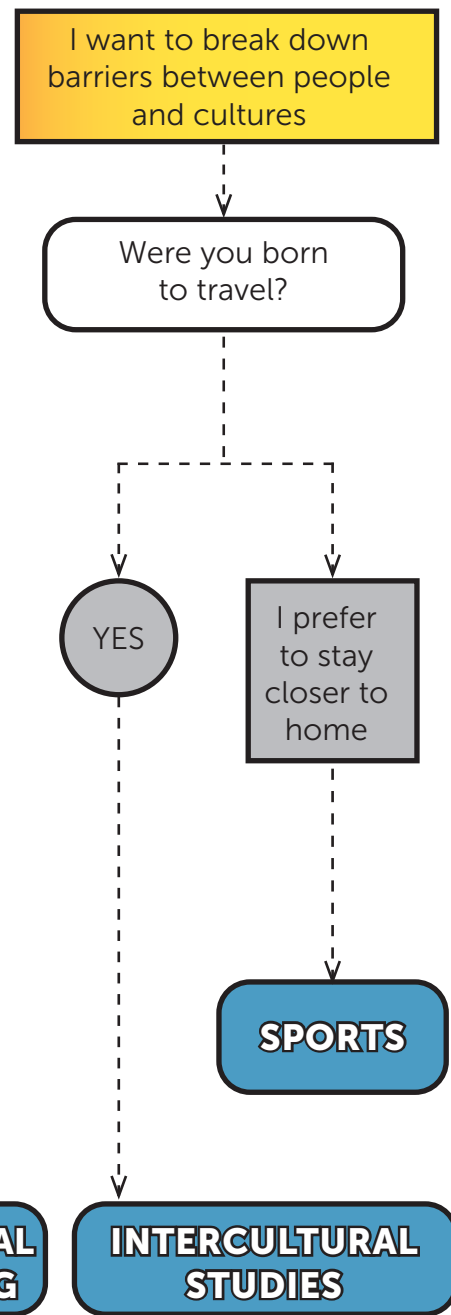 I want to break down
barriers between people
and cultures
Were you born
to travel?
YES
I prefer
to stay
closer to
home
SPORTS
INTERCULTURAL
STUDIES